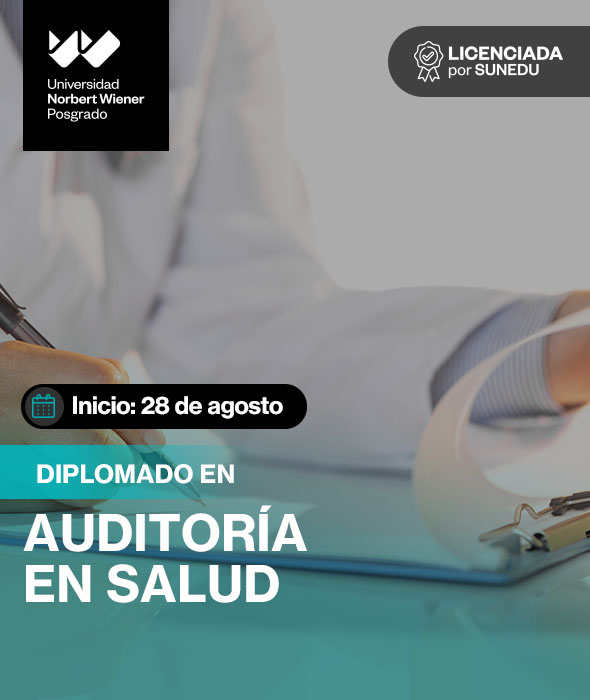 Universidad
Norbert Wiener
Posgrado
LICENCIADA
por SUNEDU
Inicio: 28 de agosto
DIPLOMADO EN
AUDITORÍA
EN SALUD